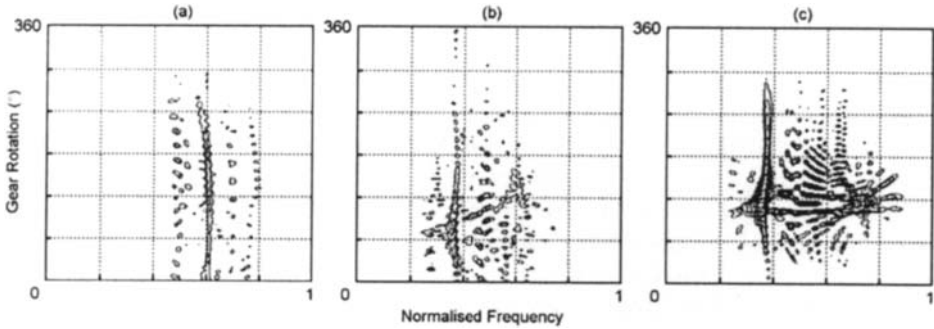 (a) (b) (c)
360 360 360
Gear Rotation (°)
0 1 0 1 0 1
Normalised Frequency